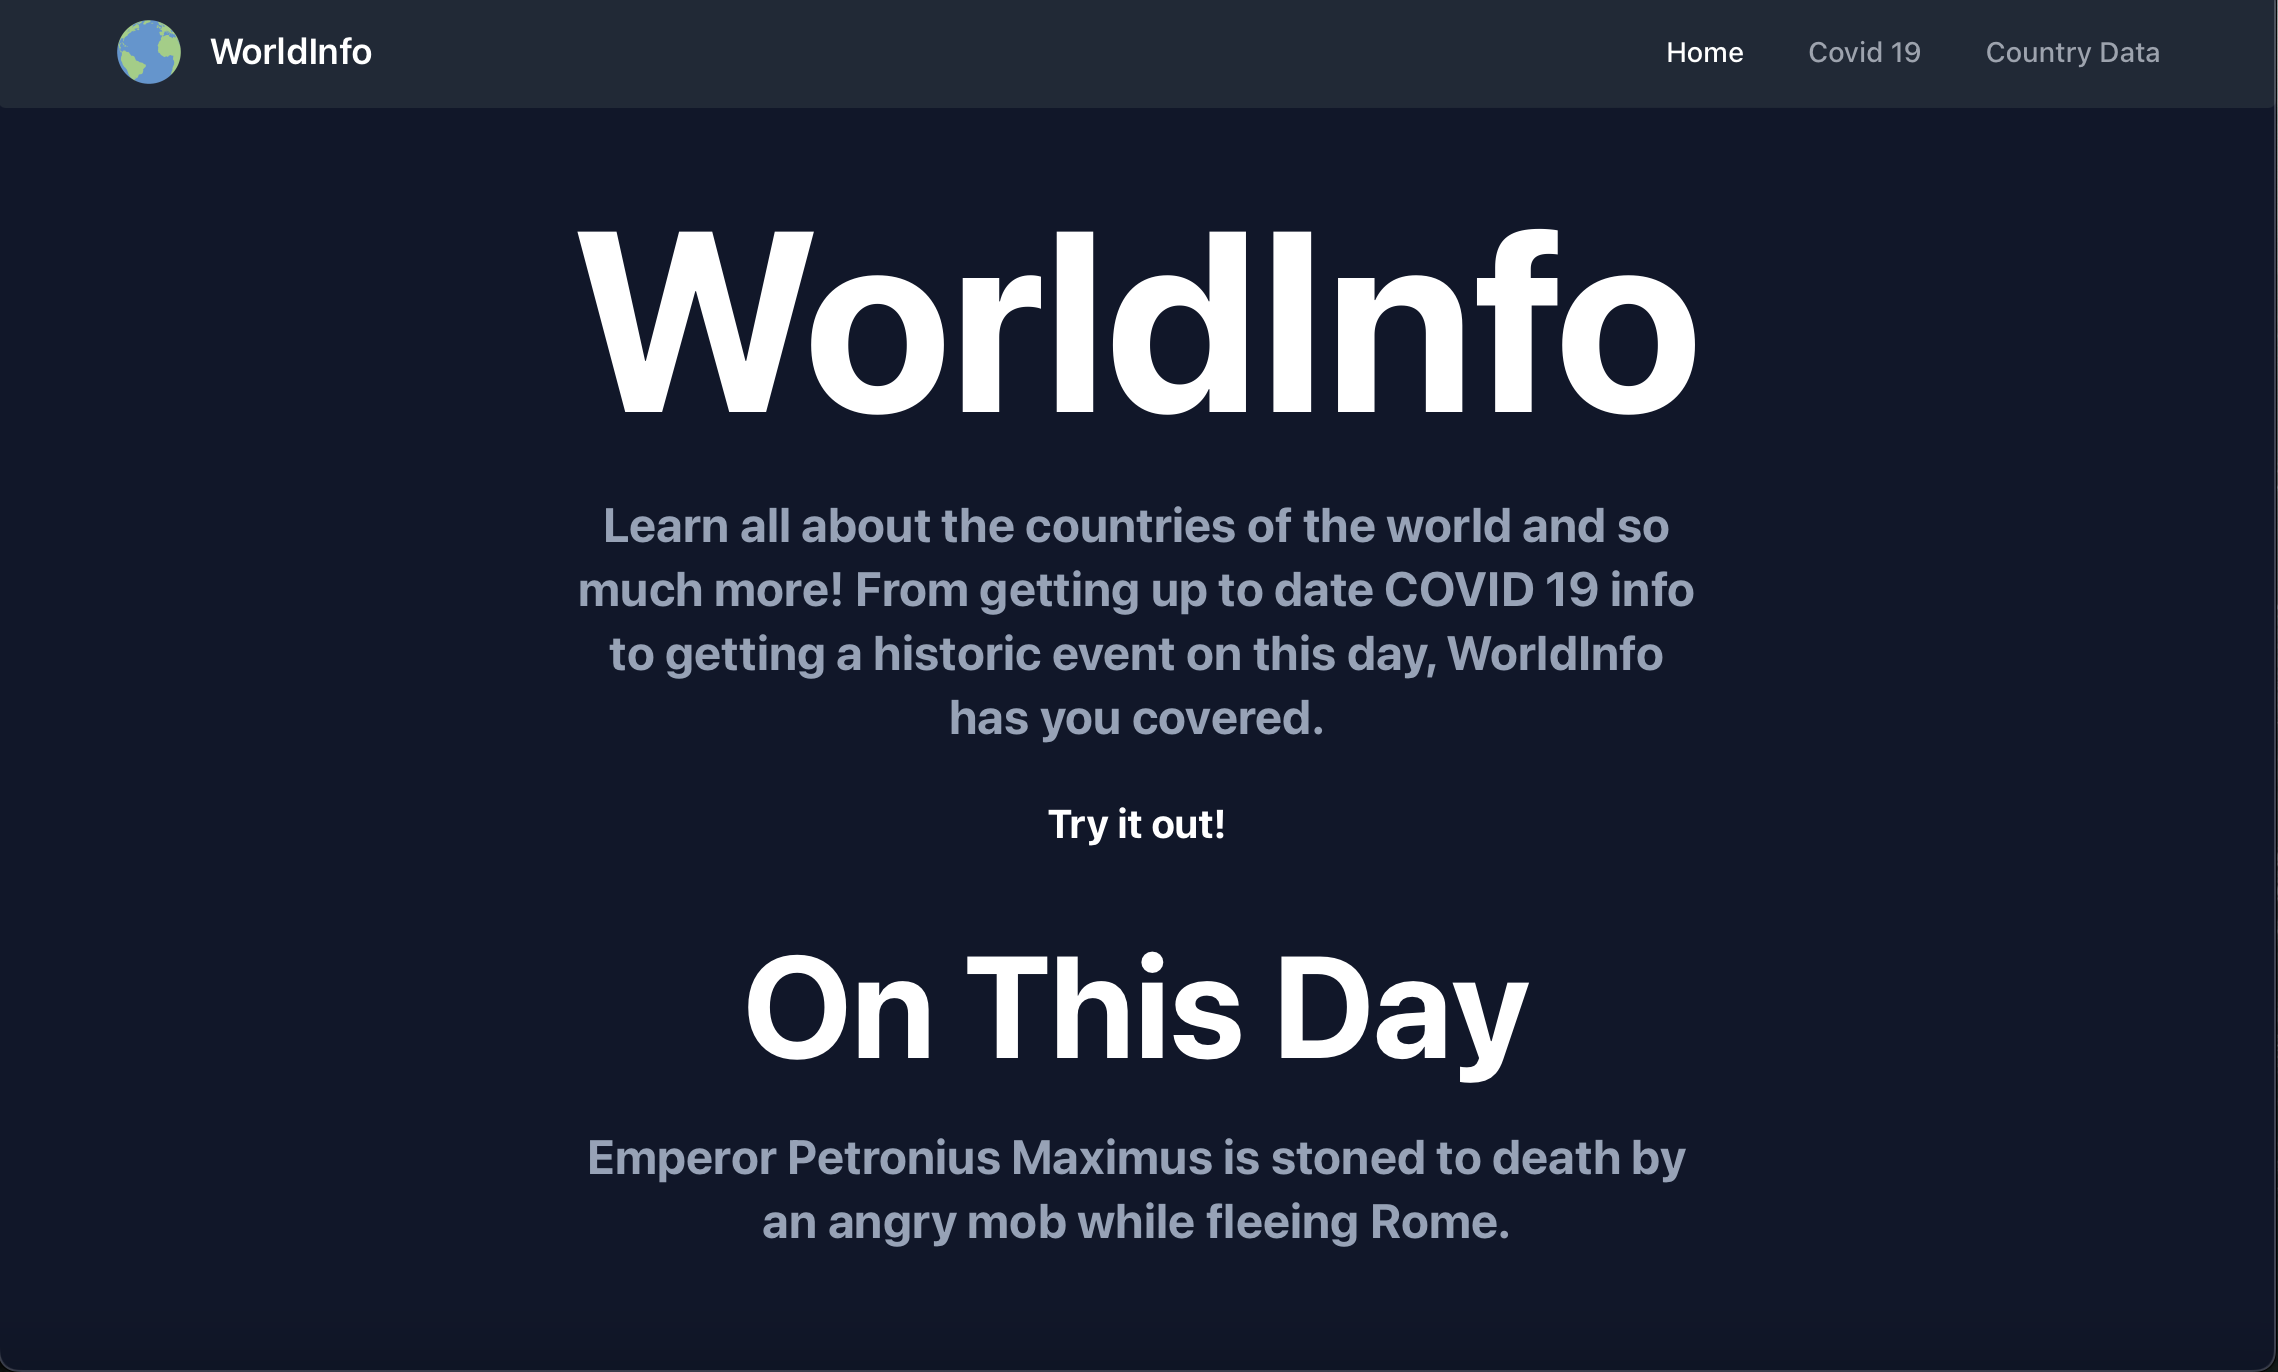 WorldInfo
Home
Covid 19
Country Data
WorldInfo
Learn all about the countries of the world and so
much more! From getting up to date COVID 19 info
to getting a historic event on this day, WorldInfo
has you covered.
Try it out!
On This Day
Emperor Petronius Maximus is stoned to death by
an angry mob while fleeing Rome.